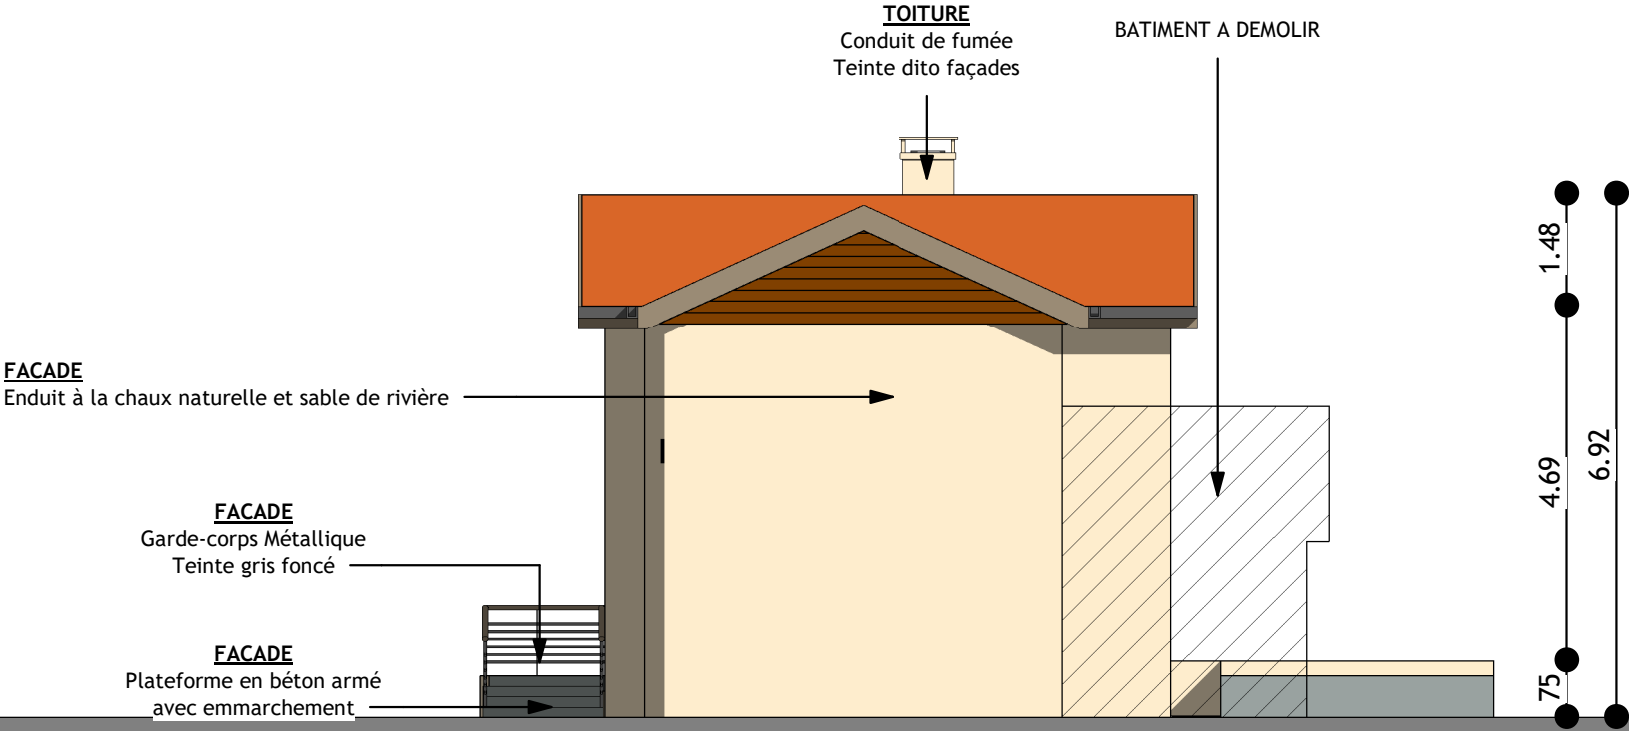 TOITURE
Conduit de fumée
Teinte dito façades
BATIMENT A DEMOLIR
FACADE
Enduit à la chaux naturelle et sable de rivière
FACADE
Garde-corps Métallique
Teinte gris foncé
FACADE
Plateforme en béton armé
avec emmarchement
1.48
4.69
75
6.92